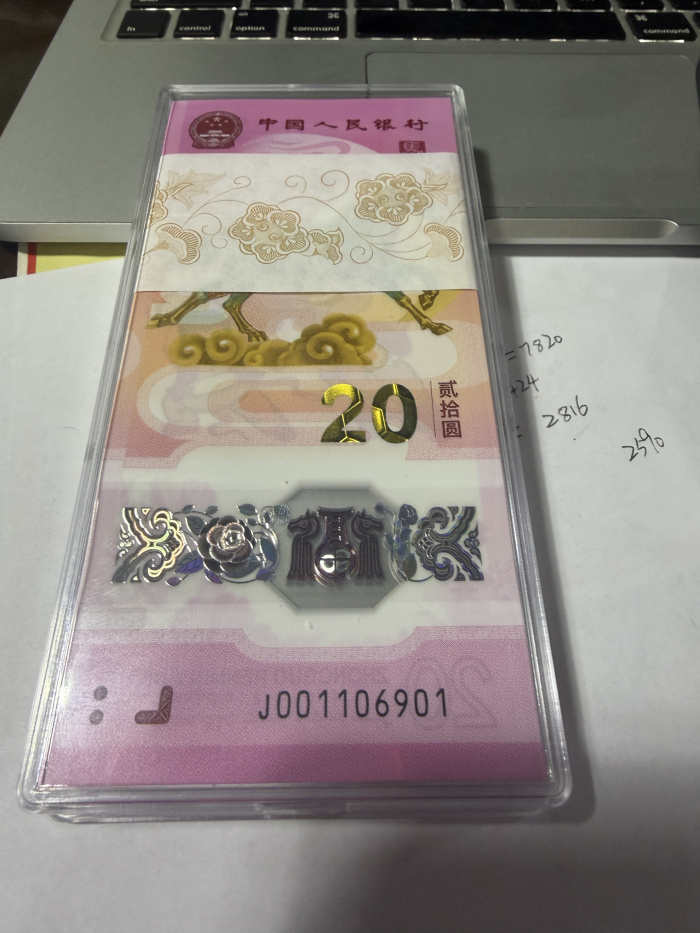 fn control option command command
中国人民银行
20 贰拾圆
=7820
+24
= 2816
2590
J001106901
20